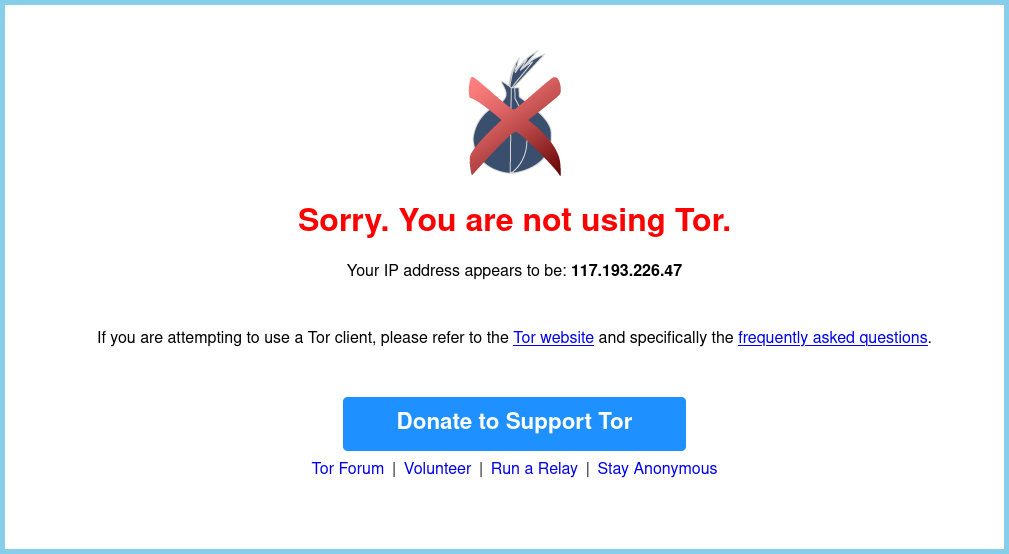 Sorry. You are not using Tor.
Your IP address appears to be: 117.193.226.47
If you are attempting to use a Tor client, please refer to the Tor website and specifically the frequently asked questions.
Donate to Support Tor
Tor Forum | Volunteer | Run a Relay | Stay Anonymous